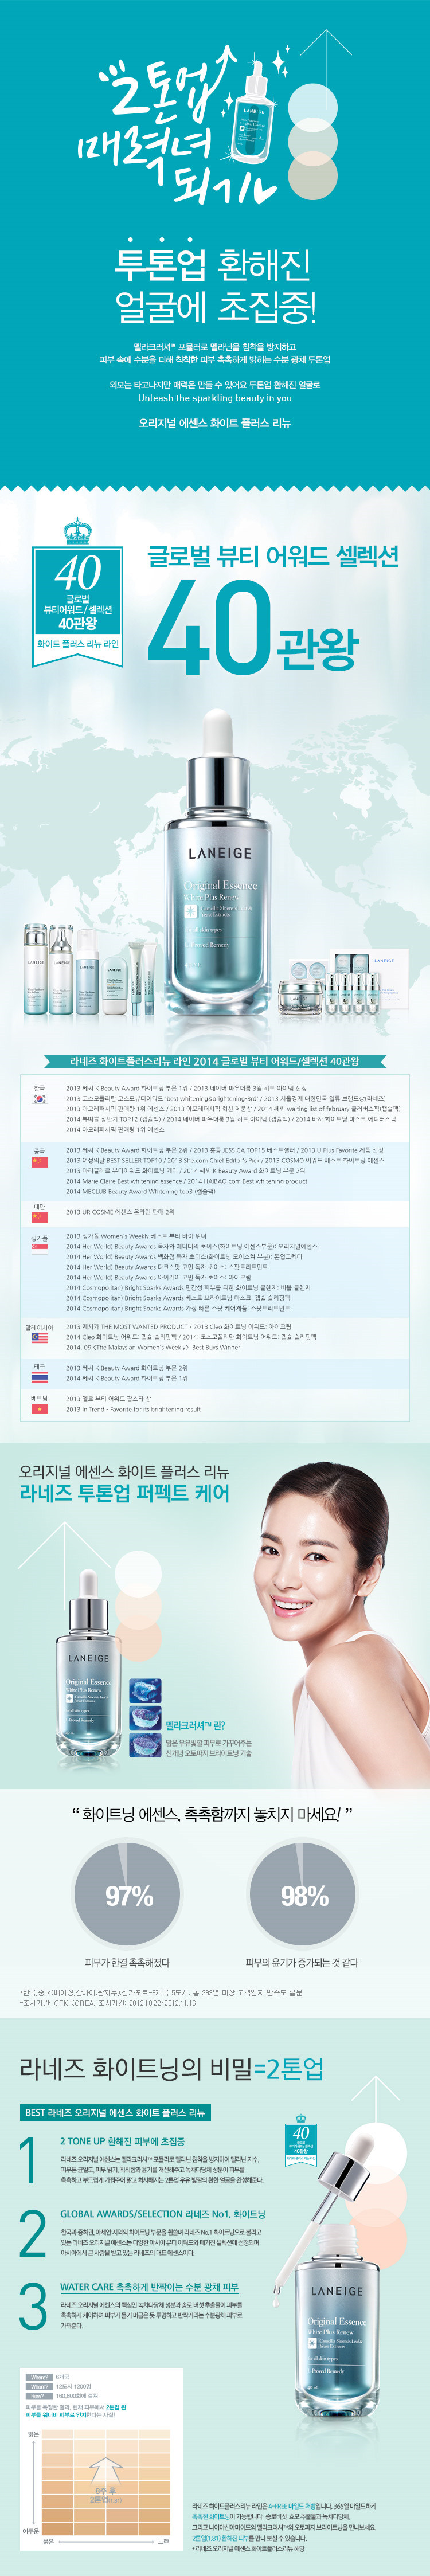 2톤업
매력녀
되기
LANEIGE
투톤업 환해진
얼굴에 초집중!
멜라크러셔™ 포뮬러로 멜라닌을 침착을 방지하고
피부 속에 수분을 더해 칙칙한 피부 촉촉하게 밝히는 수분 광채 투톤업
외모는 타고나지만 매력은 만들 수 있어요 투톤업 환해진 얼굴로
Unleash the sparkling beauty in you
오리지널 에센스 화이트 플러스 리뉴
40
글로벌
뷰티어워드/셀렉션
40관왕
화이트 플러스 리뉴 라인
글로벌 뷰티 어워드 셀렉션
40관왕
LANEIGE
Original Essence
White Plus Renew
all skin types
Proved Remedy
라네즈 화이트플러스리뉴 라인 2014 글로벌 뷰티어워드/셀렉션 40관왕
한국
2013 쎄씨 K Beauty Award 화이트닝 부문 1위 / 2013 네이버 파우더룸 3월 히트 아이템 선정
2013 코스모폴리탄 코스모뷰티어워드 'best whitening&brightening-3rd' / 2013 서울경제 대한민국 일류 브랜드상(라네즈)
2013 아모레퍼시픽 판매량 1위 에센스 / 2013 아모레퍼시픽 혁신 제품상 / 2014 쎄씨 waiting list of february 클러버스픽(캡슐팩)
2014 뷰띠를 상반기 TOP12 (캡슐팩) / 2014 네이버 파우더룸 3월 히트 아이템 (캡슐팩) / 2014 바자 화이트닝 마스크 에디터스픽
2014 아모레퍼시픽 판매량 1위 에센스
중국
2013 쎄씨 K Beauty Award 화이트닝 부문 2위 / 2013 홍콩 JESSICA TOP15 베스트셀러 / 2013 U Plus Favorite 제품 선정
2013 여성의날 BEST SELLER TOP10 / 2013 She.com Chief Editor's Pick / 2013 COSMO 어워드 베스트 화이트닝 에센스
2013 마리끌레르 뷰티어워드 화이트닝 케어 / 2014 쎄씨 K Beauty Award 화이트닝 부문 2위
2014 Marie Claire Best whitening essence / 2014 HAIBAO.com Best whitening product
2014 MECLUB Beauty Award Whitening top3 (캡슐팩)
대만
2013 UR COSME 에센스 온라인 판매 2위
싱가폴
2013 싱가폴 Women's Weekly 베스트 뷰티 바이 위너
2014 Her World) Beauty Awards 독자와 에디터의 초이스(화이트닝 에센스부문): 오리지널에센스
2014 Her World) Beauty Awards 백화점 독자 초이스(화이트닝 모이스쳐 부분): 톤업코렉터
2014 Her World) Beauty Awards 다크스팟 고민 독자 초이스: 스팟트리트먼트
2014 Her World) Beauty Awards 아이케어 고민 독자 초이스: 아이크림
2014 Cosmopolitan) Bright Sparks Awards 민감성 피부를 위한 화이트닝 클렌저: 버블 클렌저
2014 Cosmopolitan) Bright Sparks Awards 베스트 브라이트닝 마스크: 캡슐 슬리핑팩
2014 Cosmopolitan) Bright Sparks Awards 가장 빠른 스팟 케어제품: 스팟트리트먼트
말레이시아
2013 제시카 THE MOST WANTED PRODUCT / 2013 Cleo 화이트닝 어워드: 아이크림
2014 Cleo 화이트닝 어워드: 캡슐 슬리핑팩 / 2014 코스모폴리탄 화이트닝 어워드: 캡슐 슬리핑팩
2014. 09 <The Malaysian Women's Weekly> Best Buys Winner
태국
2013 쎄씨 K Beauty Award 화이트닝 부문 2위
2014 쎄씨 K Beauty Award 화이트닝 부문 1위
베트남
2013 엘르 뷰티 어워드 팝스타 상
2013 In Trend - Favorite for its brightening result
오리지널 에센스 화이트 플러스 리뉴
라네즈 투톤업 퍼펙트 케어
LANEIGE
Original Essence
White Plus Renew
all skin types
Proved Remedy
멜라크러셔™ 란?
맑은 우유빛깔 피부로 가꾸어주는
신개념 오토파지 브라이트닝 기술
“ 화이트닝 에센스, 촉촉함까지 놓치지 마세요! ”
97%
98%
피부가 한결 촉촉해졌다
피부의 윤기가 증가되는 것 같다
*한국,중국(베이징,상하이,광저우),싱가포르-3개국 5도시, 총 299명 대상 고객인지 만족도 설문
*조사기관: GFK KOREA, 조사기간: 2012.10.22~2012.11.16
라네즈 화이트닝의 비밀=2톤업
BEST 라네즈 오리지널 에센스 화이트 플러스 리뉴
1
2 TONE UP 환해진 피부에 초집중
라네즈 오리지널 에센스는 멜라크러셔™ 포뮬러로 멜라닌 침착을 방지하여 멜라닌 지수,
피부톤 균일도, 피부 밝기, 칙칙함과 윤기를 개선해주고 녹차다당체 성분이 피부를
촉촉하고 부드럽게 가꿔주어 맑고 화사해지는 2톤업 우유 빛깔의 환한 얼굴을 완성해준다.
2
GLOBAL AWARDS/SELECTION 라네즈 No1. 화이트닝
한국과 중화권, 아세안 지역의 화이트닝 부문을 휩쓸며 라네즈 No.1 화이트닝으로 불리고
있는 라네즈 오리지널 에센스는 다양한 아시아 뷰티 어워드와 매거진 셀렉션에 선정되며
아시아에서 큰 사랑을 받고 있는 라네즈의 대표 에센스이다.
3
WATER CARE 촉촉하게 반짝이는 수분 광채 피부
라네즈 오리지널 에센스의 핵심인 녹차다당체 성분과 송로 버섯 추출물이 피부를
촉촉하게 케어하여 피부가 물기 머금은 듯 투명하고 반짝거리는 수분광채 피부로
가꿔준다.
40
LANEIGE
Original Essence
White Plus Renew
all skin types
Proved Remedy
Where? 6개국
Whom? 12도시 1200명
How? 160,800회에 걸쳐
피부를 측정한 결과, 현재 피부에서 2톤업 된
피부를 워너비 피부로 인지한다는 사실!
밝은
8주 후
2톤업
어두운
붉은
노란
라네즈 화이트플러스리뉴 라인은 4-FREE 마일드 처방입니다. 365일 마일드하게
촉촉한 화이트닝이 가능합니다. 송로버섯 효모 추출물과 녹차다당체,
그리고 나이아신아마이드의 멜라크러셔™의 오토파지 브라이트닝을 만나보세요.
2톤업(1.81) 환해진 피부를 만나 보실 수 있습니다.
* 라네즈 오리지널 에센스 화이트플러스리뉴 해당